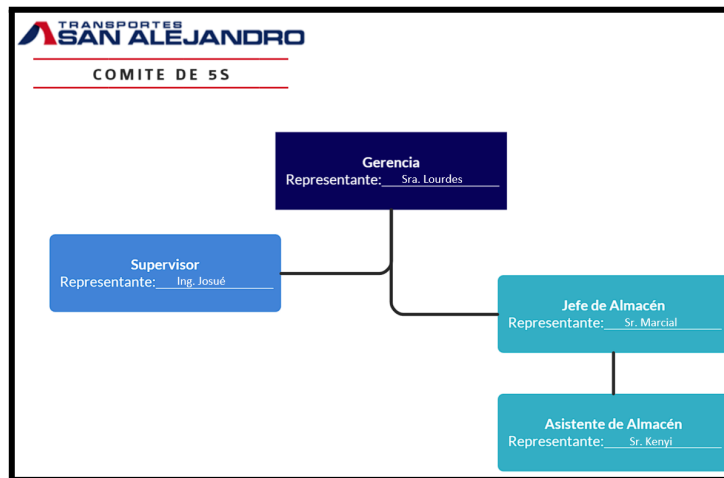 TRANSPORTES
SAN ALEJANDRO
COMITE DE 5S
Gerencia
Representante: Sra. Lourdes
Supervisor
Representante: Ing. Josué
Jefe de Almacén
Representante: Sr. Marcial
Asistente de Almacén
Representante: Sr. Kenyi